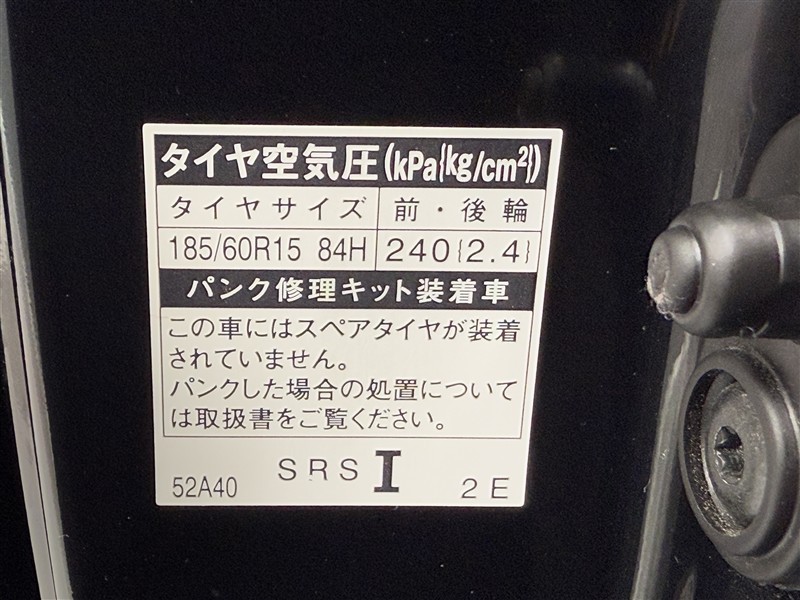 タイヤ空気圧(kPa{kg/cm²})
タイヤサイズ 前・後輪
185/60R15 84H 240{2.4}
パンク修理キット装着車
この車にはスペアタイヤが装着
されていません。
パンクした場合の処置について
は取扱書をご覧ください。
52A40 SRS I 2E